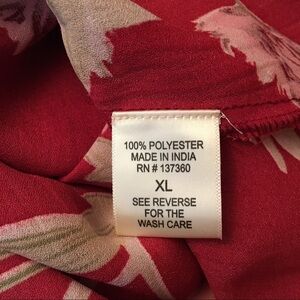 100% POLYESTER
MADE IN INDIA
RN # 137360
XL
SEE REVERSE
FOR THE
WASH CARE